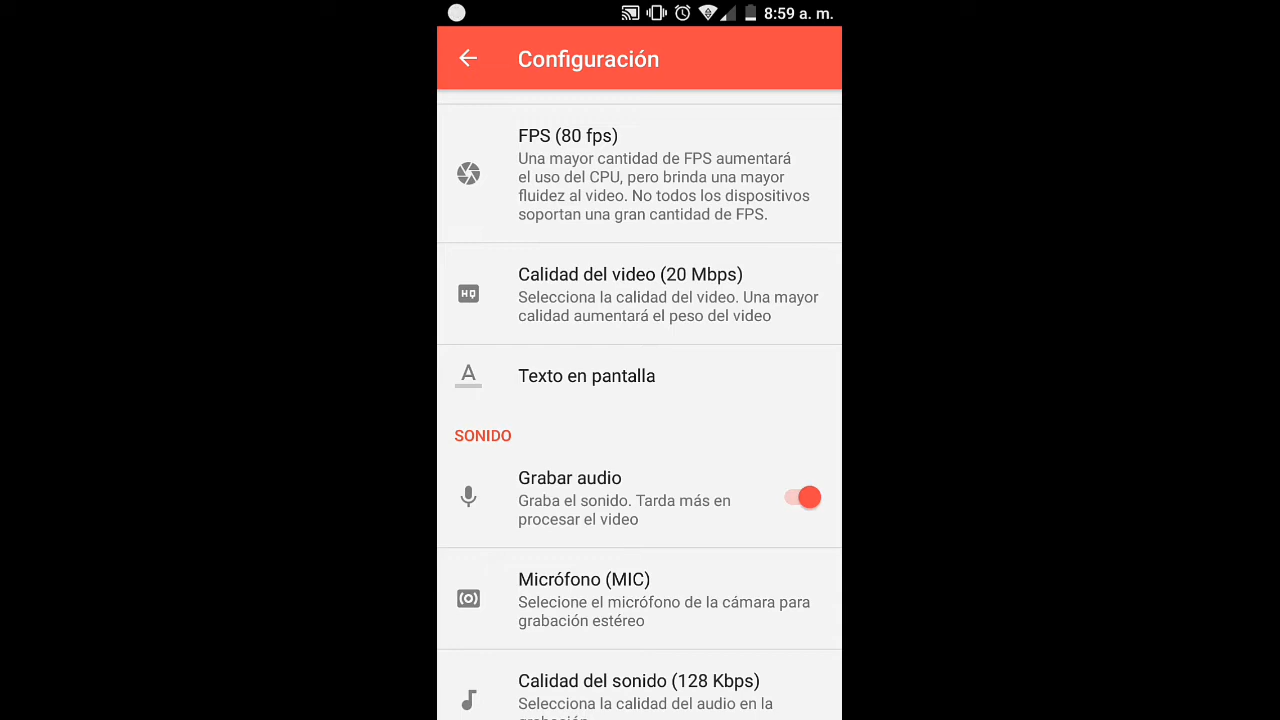 8:59 a. m.
Configuración
FPS (80 fps)
Una mayor cantidad de FPS aumentará
el uso del CPU, pero brinda una mayor
fluidez al video. No todos los dispositivos
soportan una gran cantidad de FPS.
HQ
Calidad del video (20 Mbps)
Selecciona la calidad del video. Una mayor
calidad aumentará el peso del video
A
Texto en pantalla
SONIDO
Grabar audio
Graba el sonido. Tarda más en
procesar el video
Micrófono (MIC)
Selecione el micrófono de la cámara para
grabación estéreo
Calidad del sonido (128 Kbps)
Selecciona la calidad del audio en la